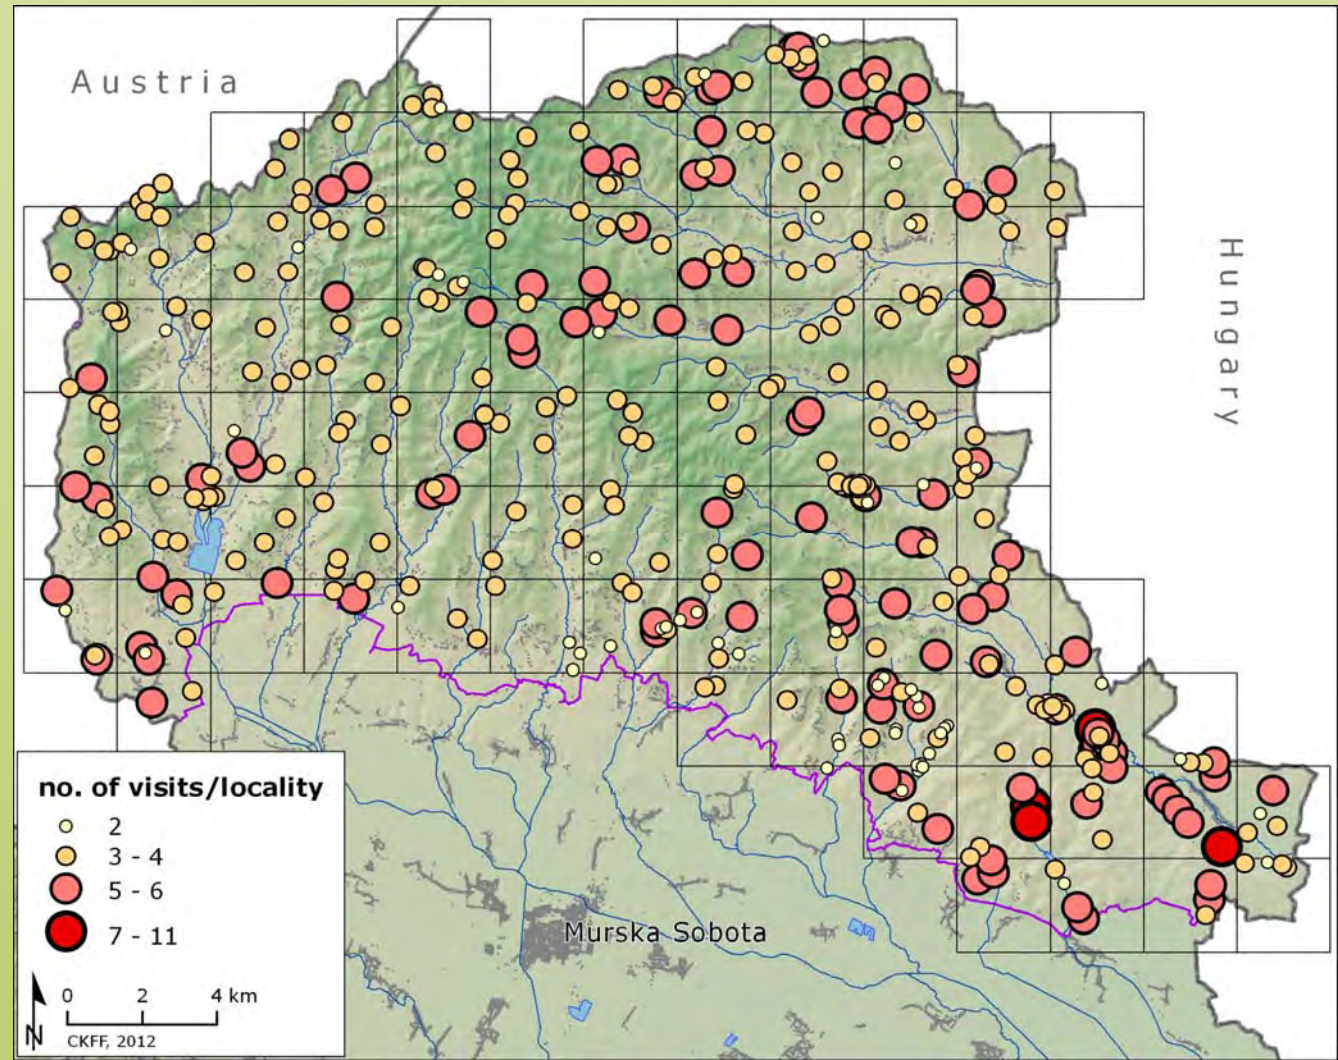 Austria
Hungary
Murska Sobota
no. of visits/locality
2
3 - 4
5 - 6
7 - 11
0 2 4 km
N
CKFF, 2012